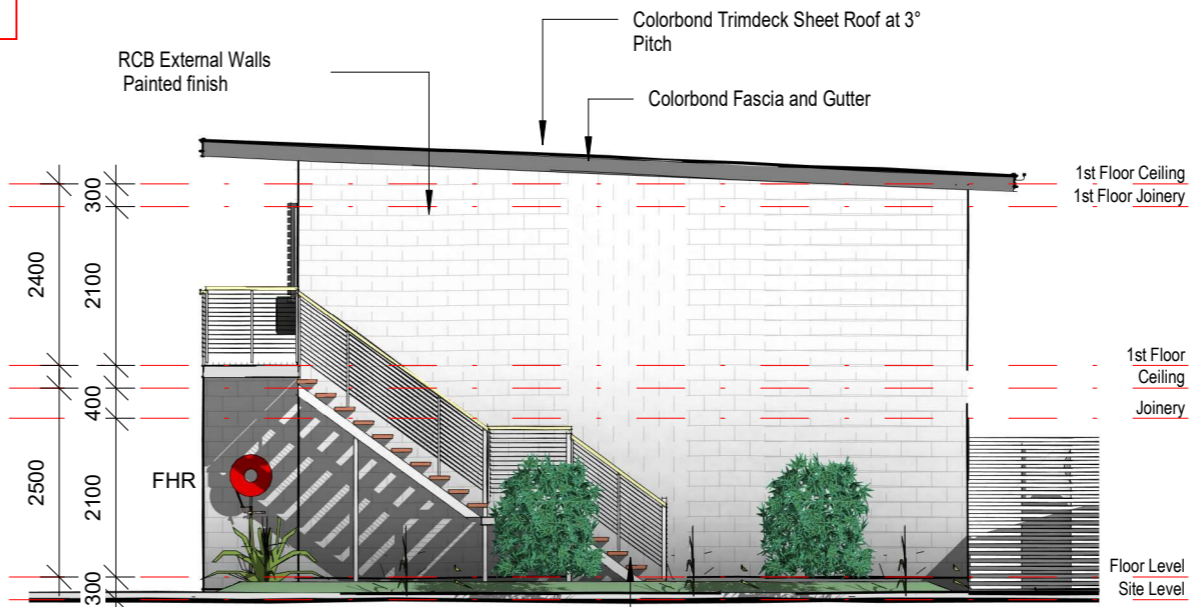 Colorbond Trimdeck Sheet Roof at 3°
Pitch
RCB External Walls
Painted finish
Colorbond Fascia and Gutter
1st Floor Ceiling
1st Floor Joinery
300
2400
2100
1st Floor
Ceiling
400
Joinery
FHR
2500
2100
Floor Level
300
Site Level